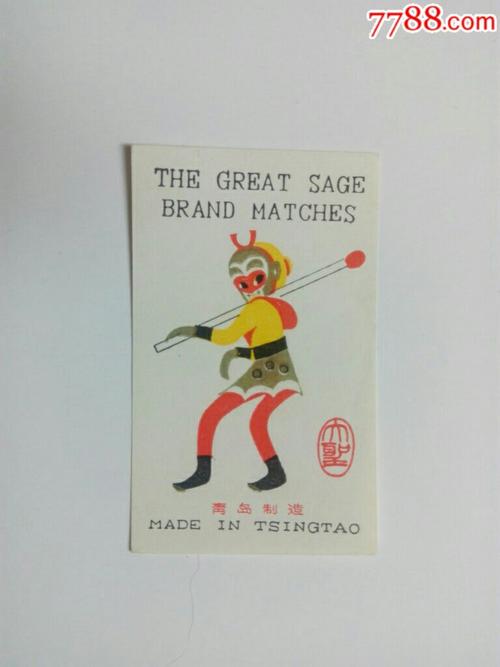 7788.com
THE GREAT SAGE
BRAND MATCHES
大聖
青岛制造
MADE IN TSINGTAO